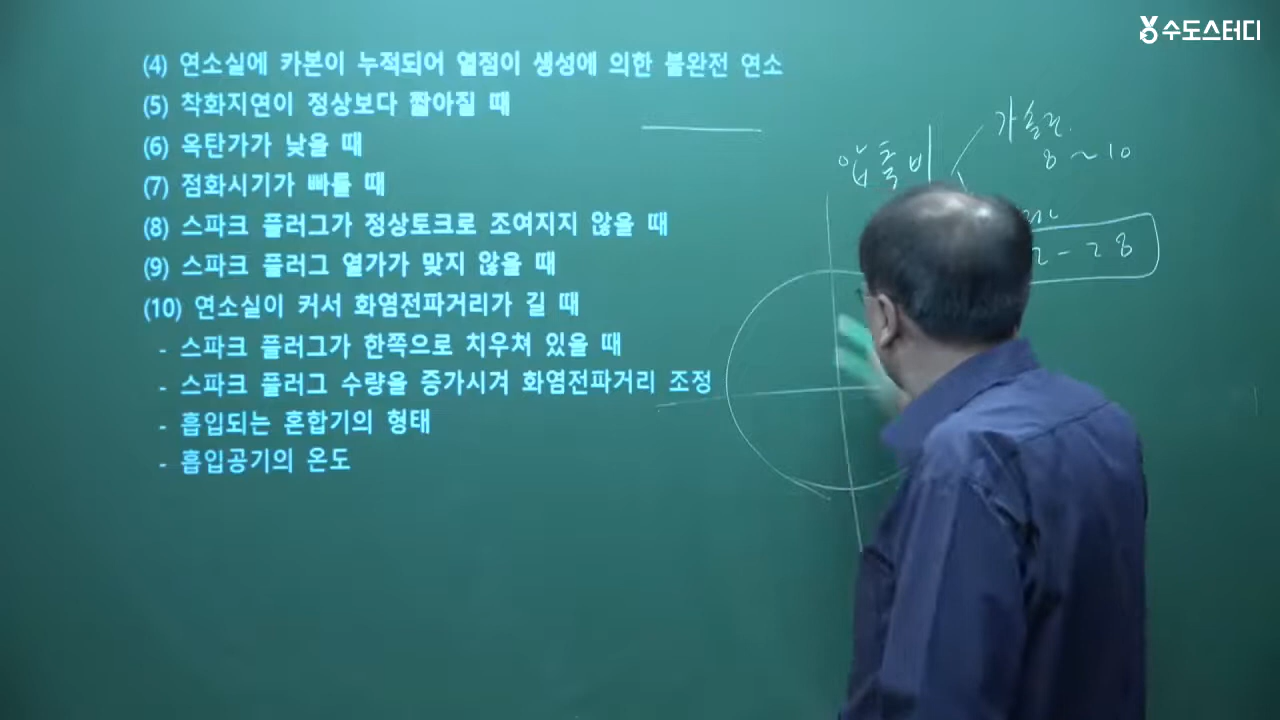 수도스터디
(4) 연소실에 카본이 누적되어 열점이 생성에 의한 불완전 연소
(5) 착화지연이 정상보다 짧아질 때
(6) 옥탄가가 낮을 때
(7) 점화시기가 빠를 때
(8) 스파크 플러그가 정상토크로 조여지지 않을 때
(9) 스파크 플러그 열가가 맞지 않을 때
(10) 연소실이 커서 화염전파거리가 길 때
- 스파크 플러그가 한쪽으로 치우쳐 있을 때
- 스파크 플러그 수량을 증가시겨 화염전파거리 조정
- 흡입되는 혼합기의 형태
- 흡입공기의 온도
압축비
가솔린
8 ~ 10
2 - 28